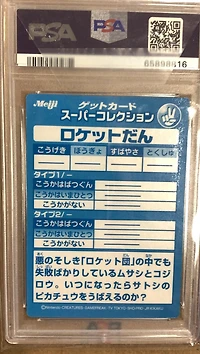 PSA
PSA
65898816
Meiji
ゲットカード
スーパーコレクション
ロケットだん
こうげき ぼうぎょ すばやさ とくしゅ
タイプ1/ー
こうかはばつぐん
こうかはいまひとつ
こうかがない
タイプ2/ー
こうかはばつぐん
こうかはいまひとつ
こうかがない
悪のそしき「ロケット団」の中でも
失敗ばかりしているムサシとコジ
ロウ。いつになったらサトシの
ピカチュウをうばえるのか?